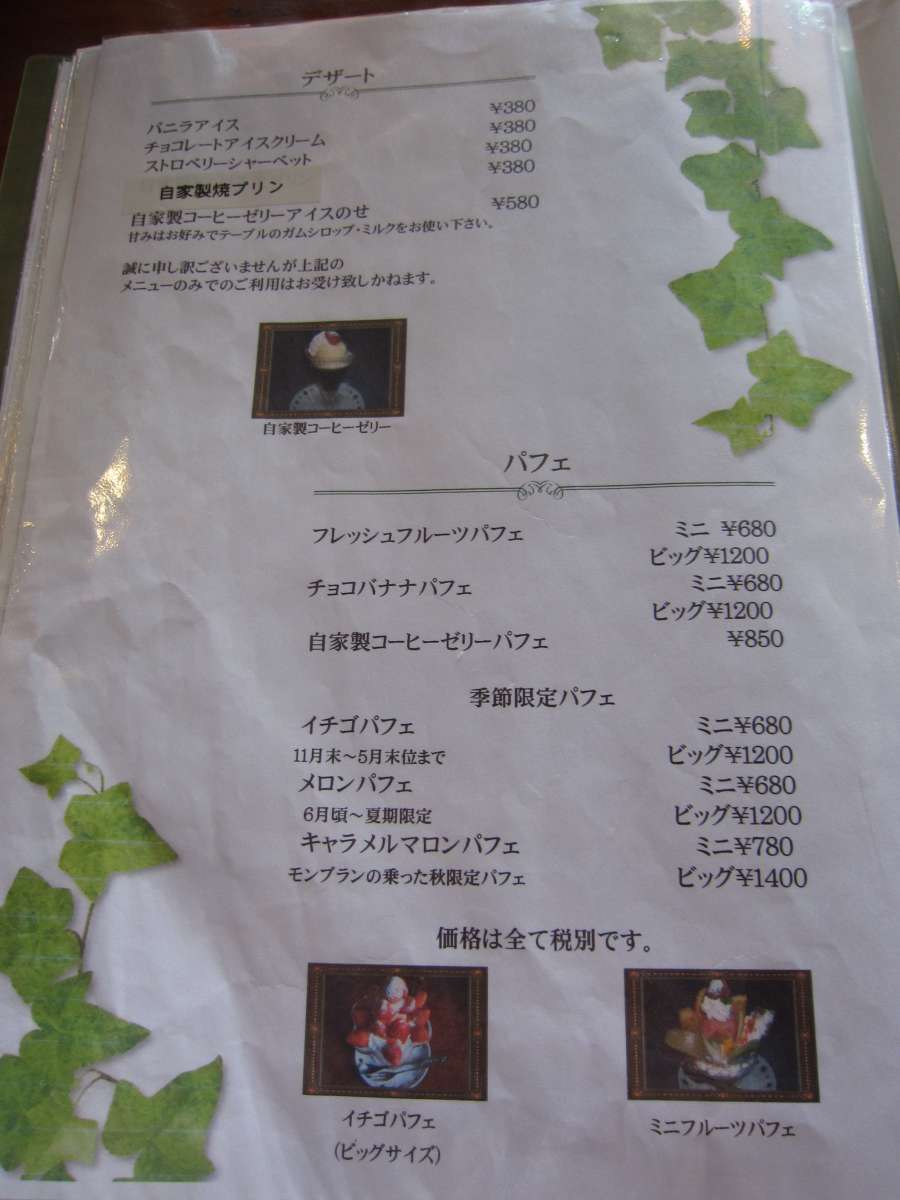 デザート
バニラアイス ¥380
チョコレートアイスクリーム ¥380
ストロベリーシャーベット ¥380
自家製焼プリン ¥380
自家製コーヒーゼリーアイスのせ ¥580
甘みはお好みでテーブルのガムシロップ・ミルクをお使い下さい。
誠に申し訳ございませんが上記の
メニューのみでのご利用はお受け致しかねます。
自家製コーヒーゼリー
パフェ
フレッシュフルーツパフェ ミニ ¥680
ビッグ¥1200
チョコバナナパフェ ミニ¥680
ビッグ¥1200
自家製コーヒーゼリーパフェ ¥850
季節限定パフェ
イチゴパフェ ミニ¥680
11月末～5月末位まで ビッグ¥1200
メロンパフェ ミニ¥680
6月頃～夏期限定 ビッグ¥1200
キャラメルマロンパフェ ミニ¥780
モンブランの乗った秋限定パフェ ビッグ¥1400
価格は全て税別です。
イチゴパフェ
(ビッグサイズ)
ミニフルーツパフェ